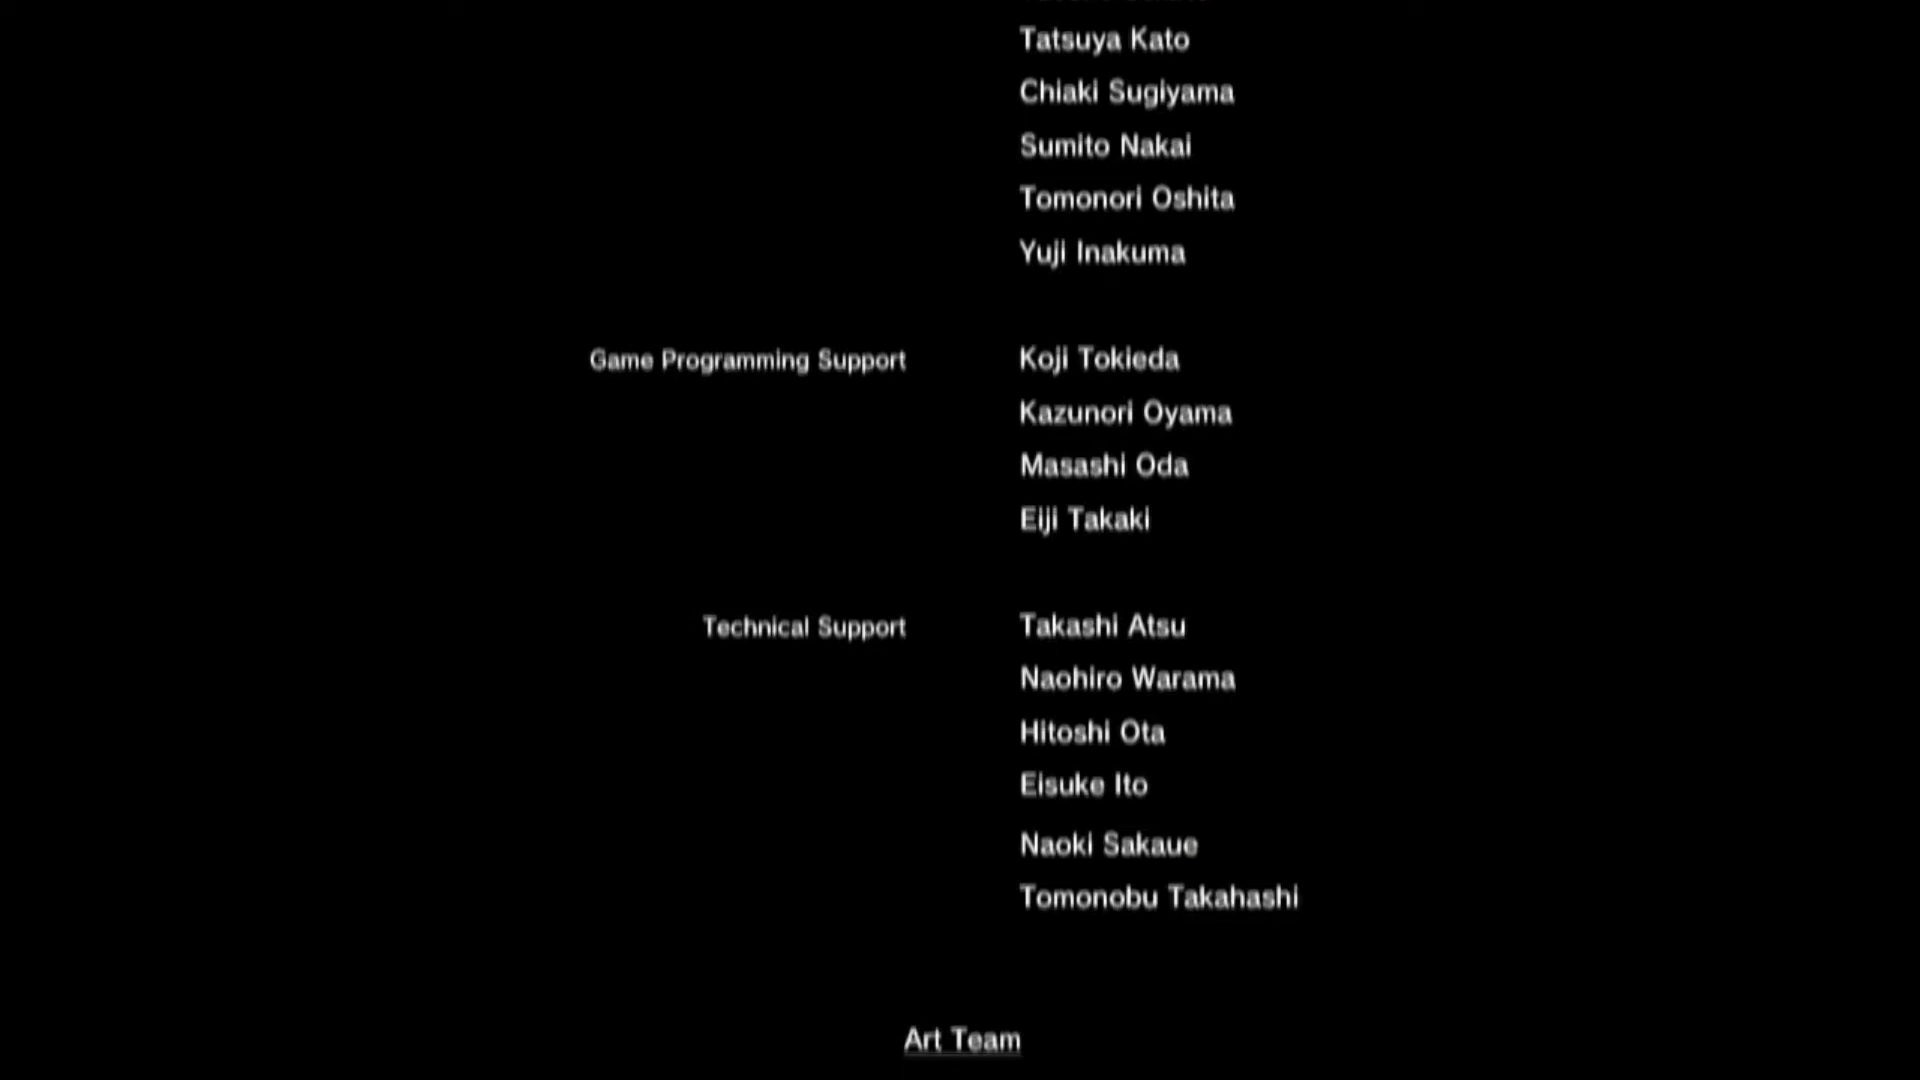 Tatsuya Kato
Chiaki Sugiyama
Sumito Nakai
Tomonori Oshita
Yuji Inakuma
Game Programming Support Koji Tokieda
Kazunori Oyama
Masashi Oda
Eiji Takaki
Technical Support Takashi Atsu
Naohiro Warama
Hitoshi Ota
Eisuke Ito
Naoki Sakaue
Tomonobu Takahashi
Art Team